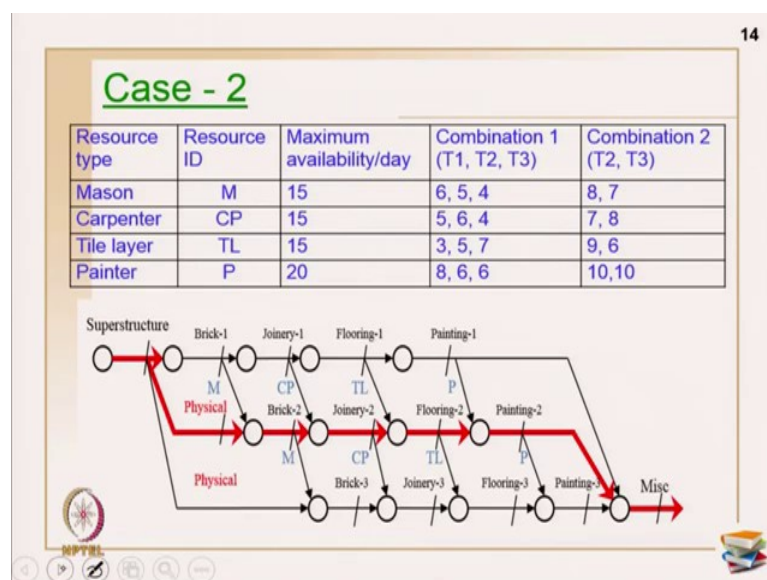 14
Case - 2
Resource type Resource ID Maximum availability/day Combination 1 (T1, T2, T3) Combination 2 (T2, T3)
Mason M 15 6, 5, 4 8, 7
Carpenter CP 15 5, 6, 4 7, 8
Tile layer TL 15 3, 5, 7 9, 6
Painter P 20 8, 6, 6 10,10
Superstructure
Brick-1 Joinery-1 Flooring-1 Painting-1
M CP TL P
Physical Brick-2 Joinery-2 Flooring-2 Painting-2
M CP TL P
Physical Brick-3 Joinery-3 Flooring-3 Painting-3 Misc
NPTEL